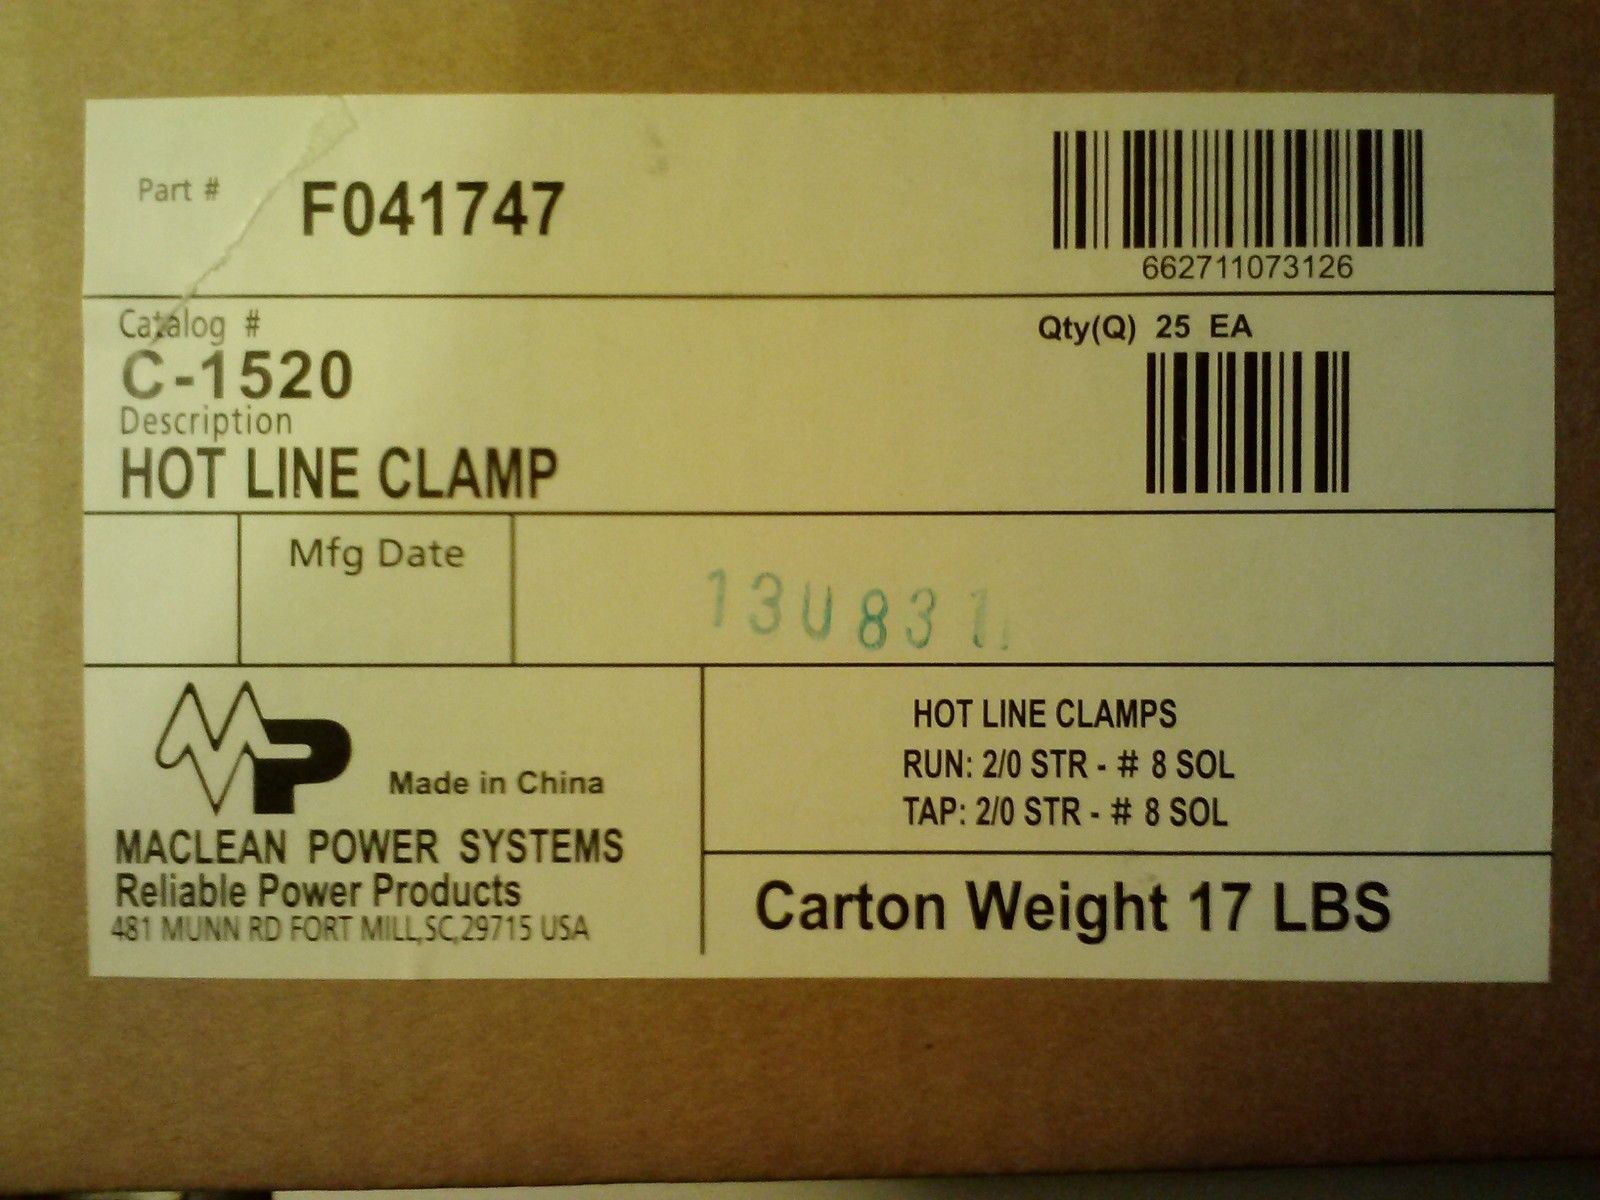 Part # F041747
662711073126
Catalog #
C-1520
Description
HOT LINE CLAMP
Qty(Q) 25 EA
Mfg Date
13U831
MP
Made in China
MACLEAN POWER SYSTEMS
Reliable Power Products
481 MUNN RD FORT MILL,SC,29715 USA
HOT LINE CLAMPS
RUN: 2/0 STR - # 8 SOL
TAP: 2/0 STR - # 8 SOL
Carton Weight 17 LBS